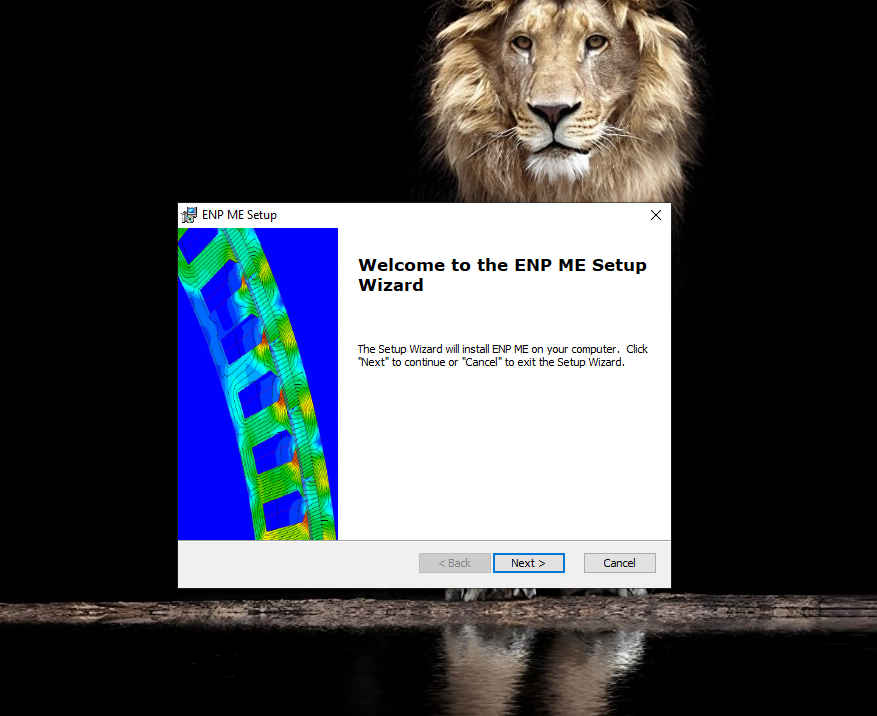 ENP ME Setup
Welcome to the ENP ME Setup
Wizard
The Setup Wizard will install ENP ME on your computer.  Click
"Next" to continue or "Cancel" to exit the Setup Wizard.
< Back
Next >
Cancel